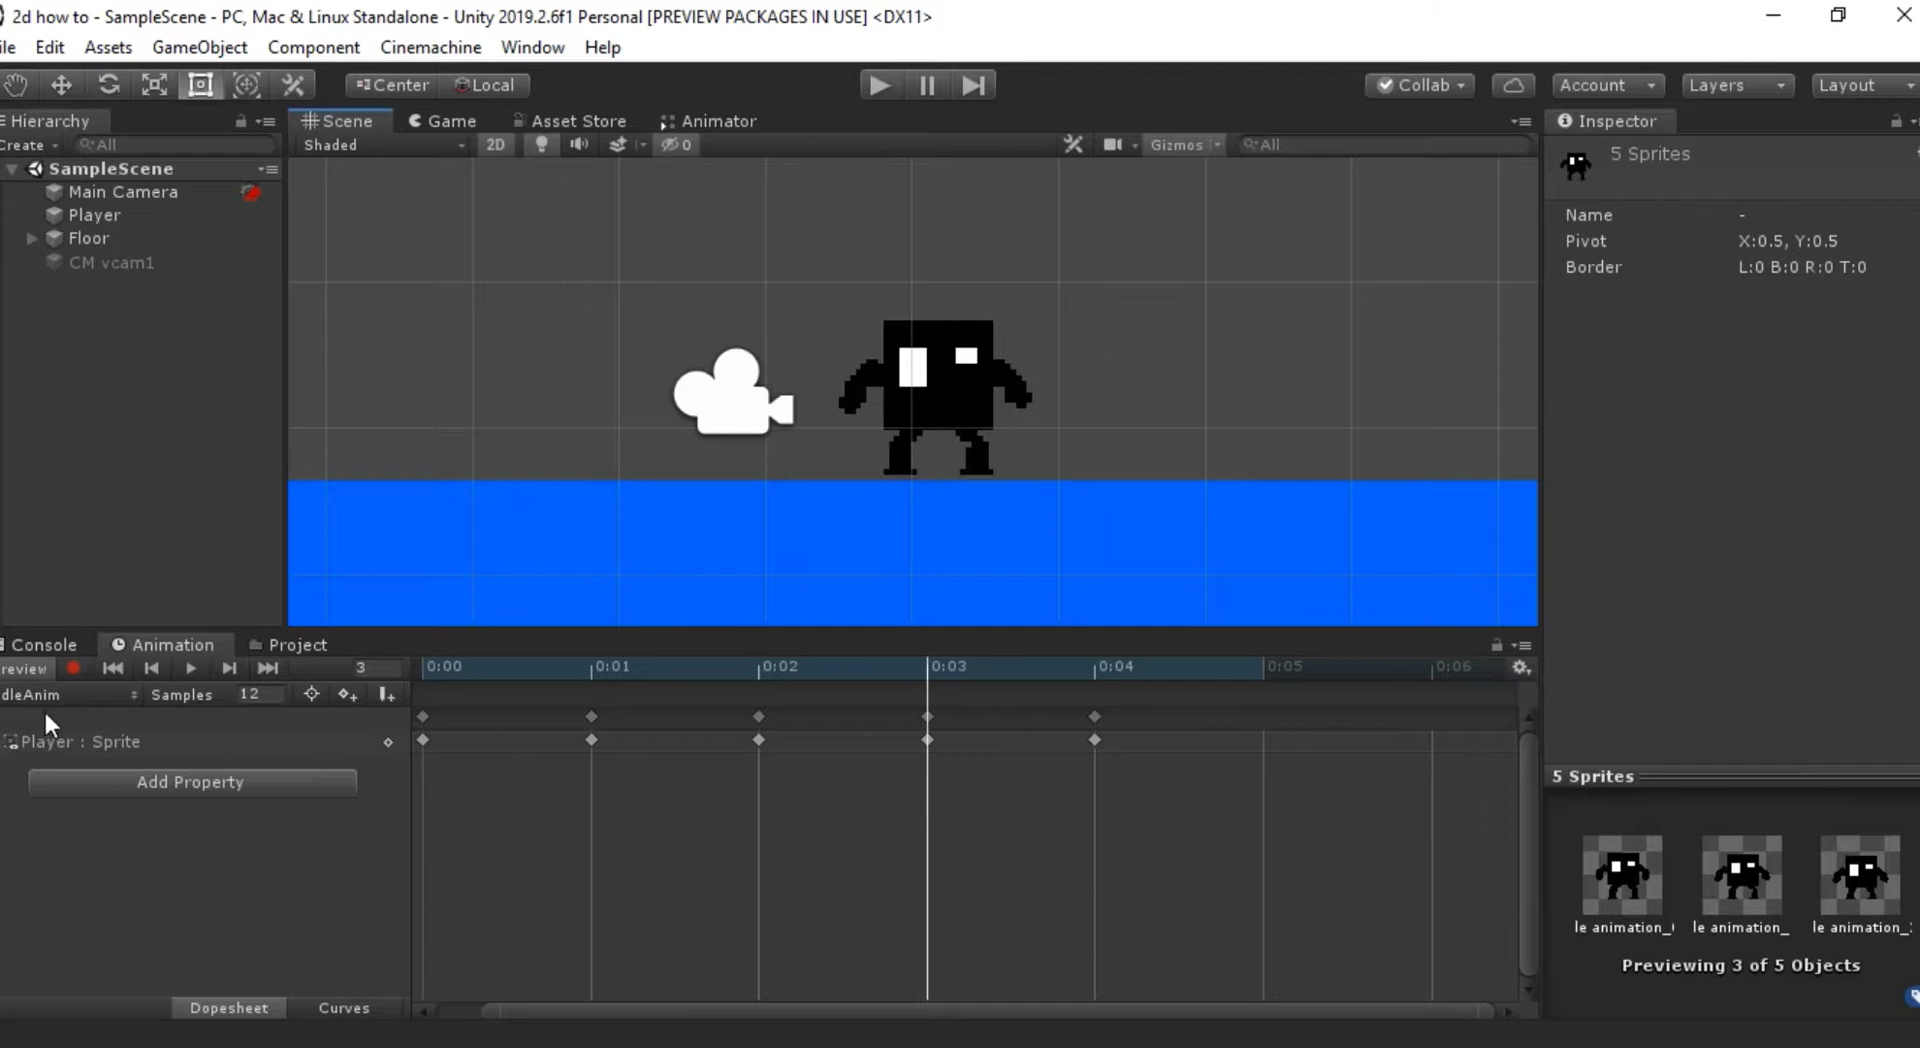 2d how to - SampleScene - PC, Mac & Linux Standalone - Unity 2019.2.6f1 Personal [PREVIEW PACKAGES IN USE] <DX11>
ile Edit Assets GameObject Component Cinemachine Window Help
Center Local Collab Account Layers Layout
Hierarchy
Create All
SampleScene
Main Camera
Player
Floor
CM vcam1
Scene Game Asset Store Animator
Shaded 2D 0 Gizmos All
Inspector
5 Sprites
Name -
Pivot X:0.5, Y:0.5
Border L:0 B:0 R:0 T:0
Console Animation Project
review 3 0:00 0:01 0:02 0:03 0:04 0:05 0:06
dleAnim Samples 12
Player : Sprite
Add Property
Dopesheet Curves
5 Sprites
le animation_( le animation_ le animation_:
Previewing 3 of 5 Objects